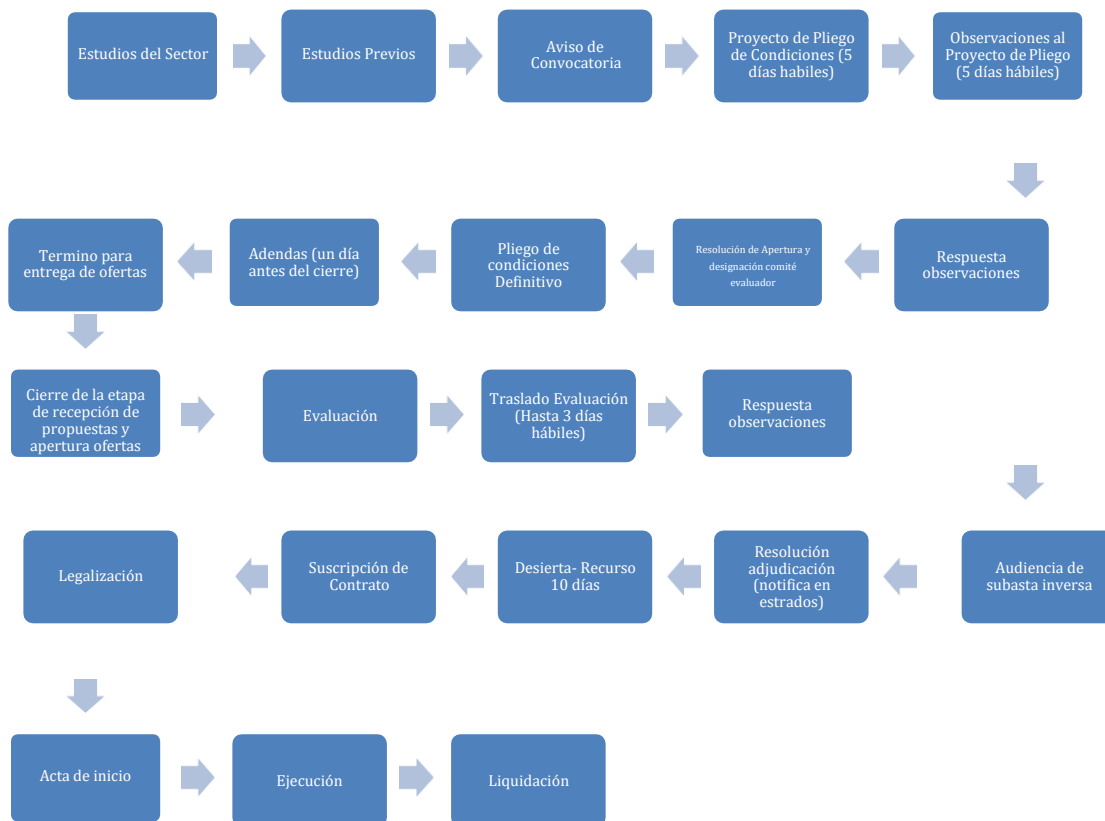 Estudios del Sector
Estudios Previos
Aviso de
Convocatoria
Proyecto de Pliego
de Condiciones (5
días habiles)
Observaciones al
Proyecto de Pliego
(5 días hábiles)
Respuesta
observaciones
Resolución de Apertura y
designación comité
evaluador
Pliego de
condiciones
Definitivo
Adendas (un día
antes del cierre)
Termino para
entrega de ofertas
Cierre de la etapa
de recepción de
propuestas y
apertura ofertas
Evaluación
Traslado Evaluación
(Hasta 3 días
hábiles)
Respuesta
observaciones
Audiencia de
subasta inversa
Resolución
adjudicación
(notifica en
estrados)
Desierta- Recurso
10 días
Suscripción de
Contrato
Legalización
Acta de inicio
Ejecución
Liquidación